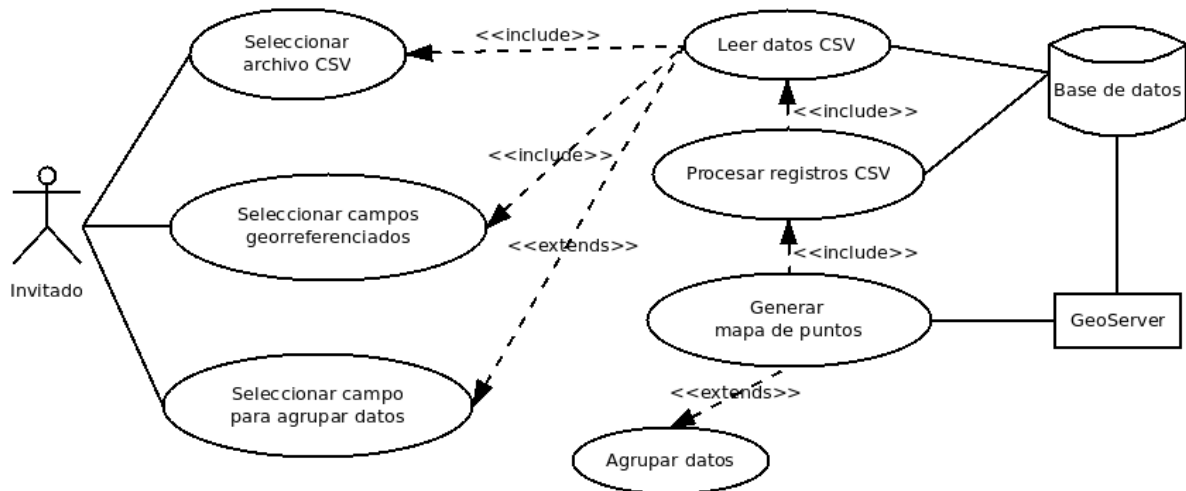 Seleccionar
archivo CSV
<<include>>
Leer datos CSV
Base de datos
<<include>>
<<include>>
Procesar registros CSV
Seleccionar campos
georreferenciados
<<extends>>
<<include>>
Invitado
Generar
mapa de puntos
GeoServer
Seleccionar campo
para agrupar datos
<<extends>>
Agrupar datos